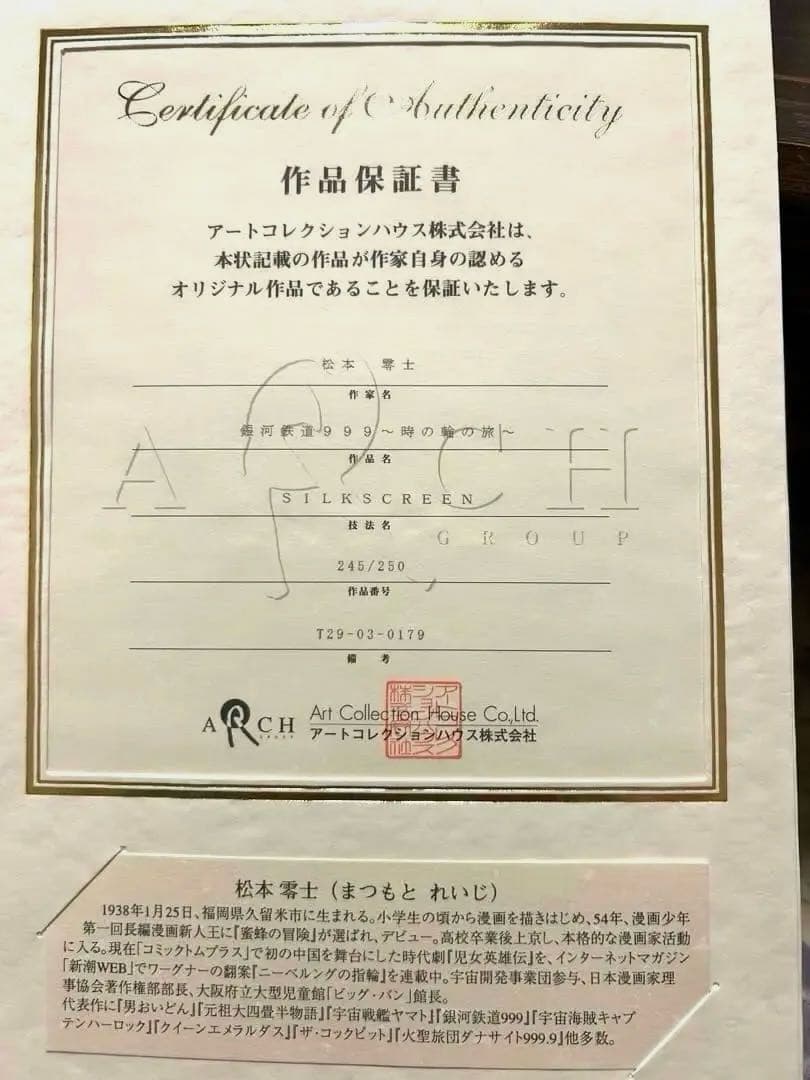 Certificate of Authenticity
作品保証書
アートコレクションハウス株式会社は、
本状記載の作品が作家自身の認める
オリジナル作品であることを保証いたします。
松本 零士
作家名
銀河鉄道999～時の輪の旅～
作品名
SILKSCREEN
技法名
245/250
作品番号
T29-03-0179
備 考
ARCH
GROUP
ARCH
GROUP
Art Collection House Co.,Ltd.
アートコレクションハウス株式会社
アートコレクションハウス株式会社
松本 零士（まつもと れいじ）
1938年1月25日、福岡県久留米市に生まれる。小学生の頃から漫画を描きはじめ、54年、漫画少年
第一回長編漫画新人王に『蜜蜂の冒険』が選ばれ、デビュー。高校卒業後上京し、本格的な漫画家活動
に入る。現在「コミックトムプラス」で初の中国を舞台にした時代劇『児女英雄伝』を、インターネットマガジン
「新潮WEB」でワーグナーの翻案『ニーベルングの指輪』を連載中。宇宙開発事業団参与、日本漫画家理
事協会著作権部部長、大阪府立大型児童館「ビッグ・バン」館長。
代表作に『男おいどん』『元祖大四畳半物語』『宇宙戦艦ヤマト』『銀河鉄道999』『宇宙海賊キャプ
テンハーロック』『クイーンエメラルダス』『ザ・コックピット』『火聖旅団ダナサイト999.9』他多数。